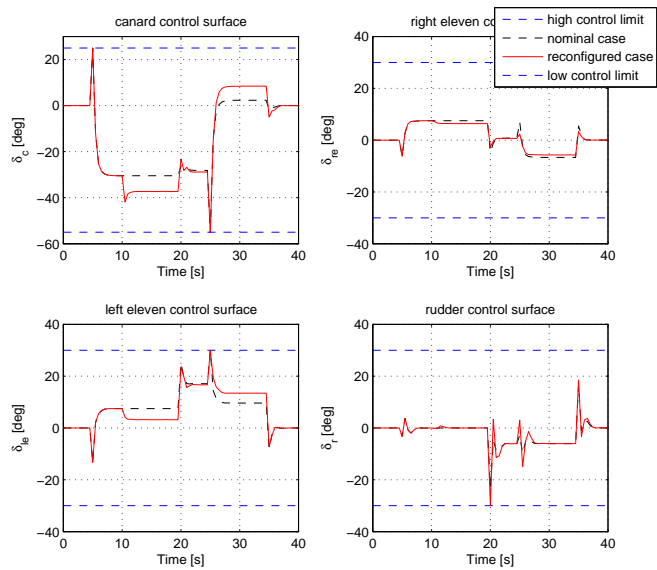 canard control surface
right eleven co
high control limit
nominal case
reconfigured case
low control limit
20
0
−20
−40
−60
δc [deg]
0 10 20 30 40
Time [s]
40
20
0
−20
−40
δre [deg]
0 10 20 30 40
Time [s]
left eleven control surface
40
20
0
−20
−40
δle [deg]
0 10 20 30 40
Time [s]
rudder control surface
40
20
0
−20
−40
δr [deg]
0 10 20 30 40
Time [s]